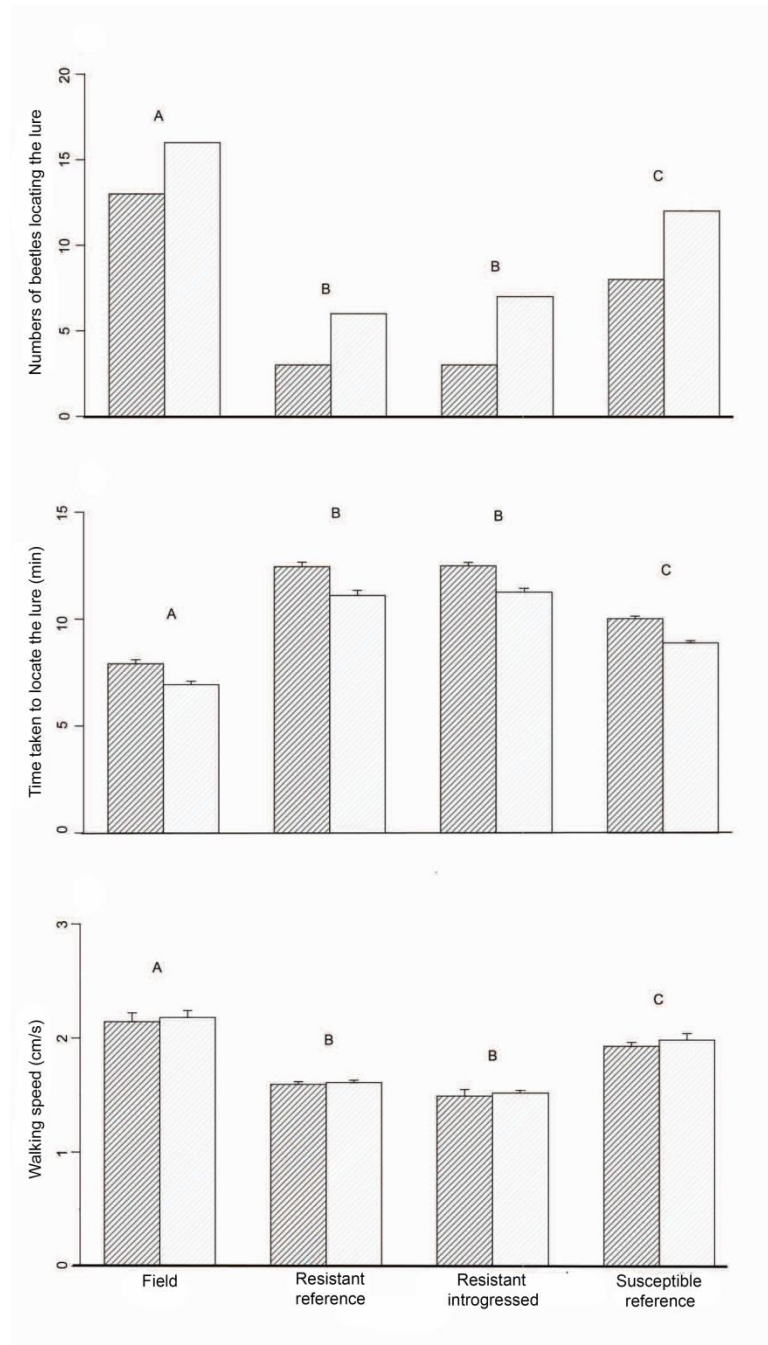 Numbers of beetles locating the lure
20
15
10
5
0
A
B
B
C
Time taken to locate the lure (min)
15
10
5
0
A
B
B
C
Walking speed (cm/s)
3
2
1
0
A
B
B
C
Field
Resistant
reference
Resistant
introgressed
Susceptible
reference